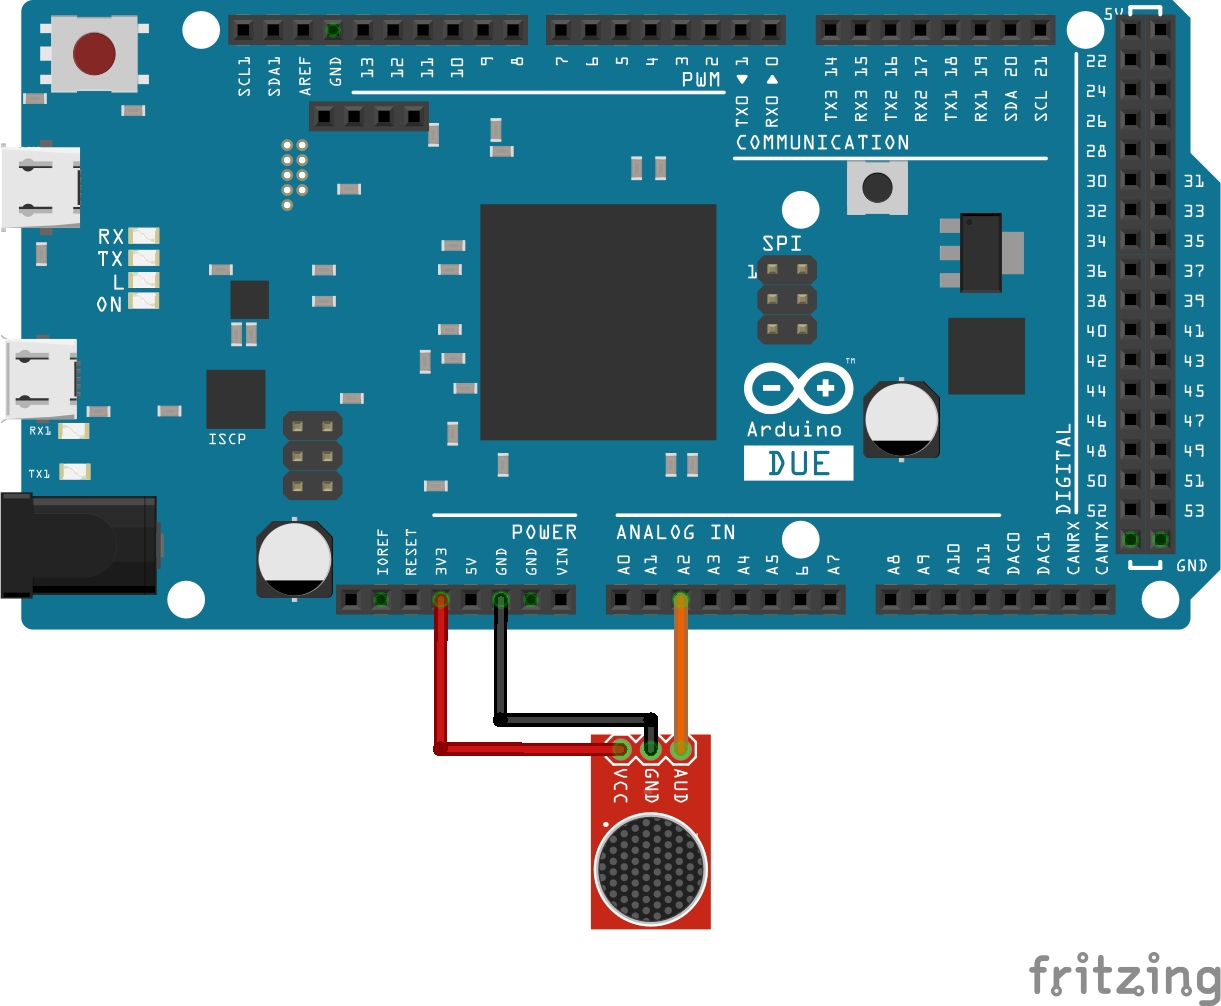 5V
SCL1 SDA1 AREF GND 13 12 11 10 9 8
7 6 5 4 3 2 1 0
TX0 RX0
TX3 14 RX3 15 TX2 16 RX2 17 TX1 18 RX1 19 SDA 20 SCL 21
PWM
COMMUNICATION
22
24
26
28
30 31
32 33
34 35
36 37
38 39
40 41
42 43
44 45
46 47
48 49
50 51
52 53
GND
DIGITAL
RX
TX
L
ON
SPI
1
TM
Arduino
DUE
RX1
ISCP
TX1
POWER
ANALOG IN
IOREF RESET 3V3 5V GND GND VIN
A0 A1 A2 A3 A4 A5 6 A7
A8 A9 A10 A11 DAC0 DAC1 CANRX CANTX
VCC GND AUD
fritzing